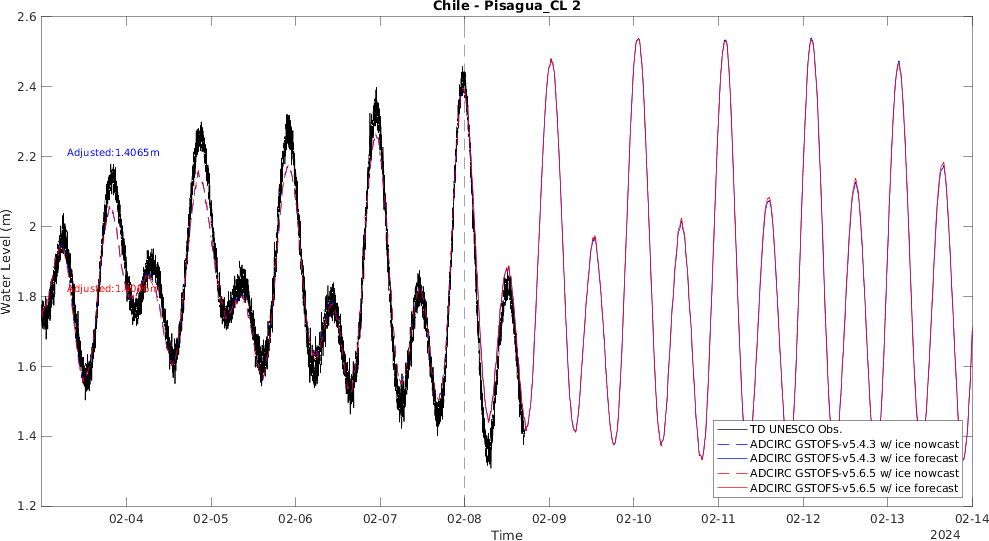 Chile - Pisagua_CL 2
Water Level (m)
2.6
2.4
2.2
2
1.8
1.6
1.4
1.2
Adjusted:1.4065m
TD UNESCO Obs.
ADCIRC GSTOFS-v5.4.3 w/ ice nowcast
ADCIRC GSTOFS-v5.4.3 w/ ice forecast
ADCIRC GSTOFS-v5.6.5 w/ ice nowcast
ADCIRC GSTOFS-v5.6.5 w/ ice forecast
02-04 02-05 02-06 02-07 02-08 02-09 02-10 02-11 02-12 02-13 02-14
Time
2024